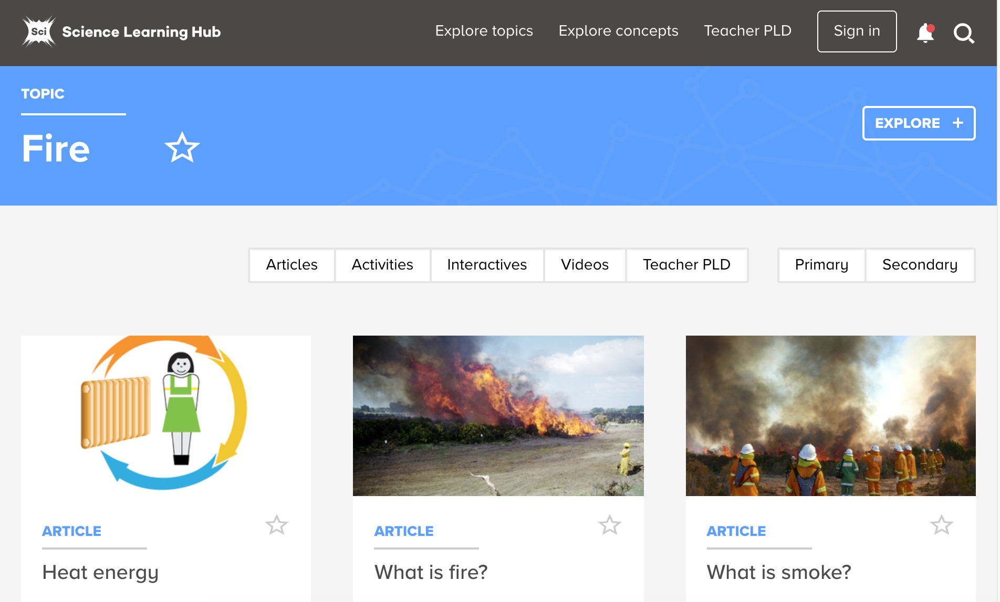 Sci Science Learning Hub Explore topics Explore concepts Teacher PLD Sign in
TOPIC
EXPLORE +
Fire
Articles Activities Interactives Videos Teacher PLD Primary Secondary
ARTICLE ARTICLE ARTICLE
Heat energy What is fire? What is smoke?